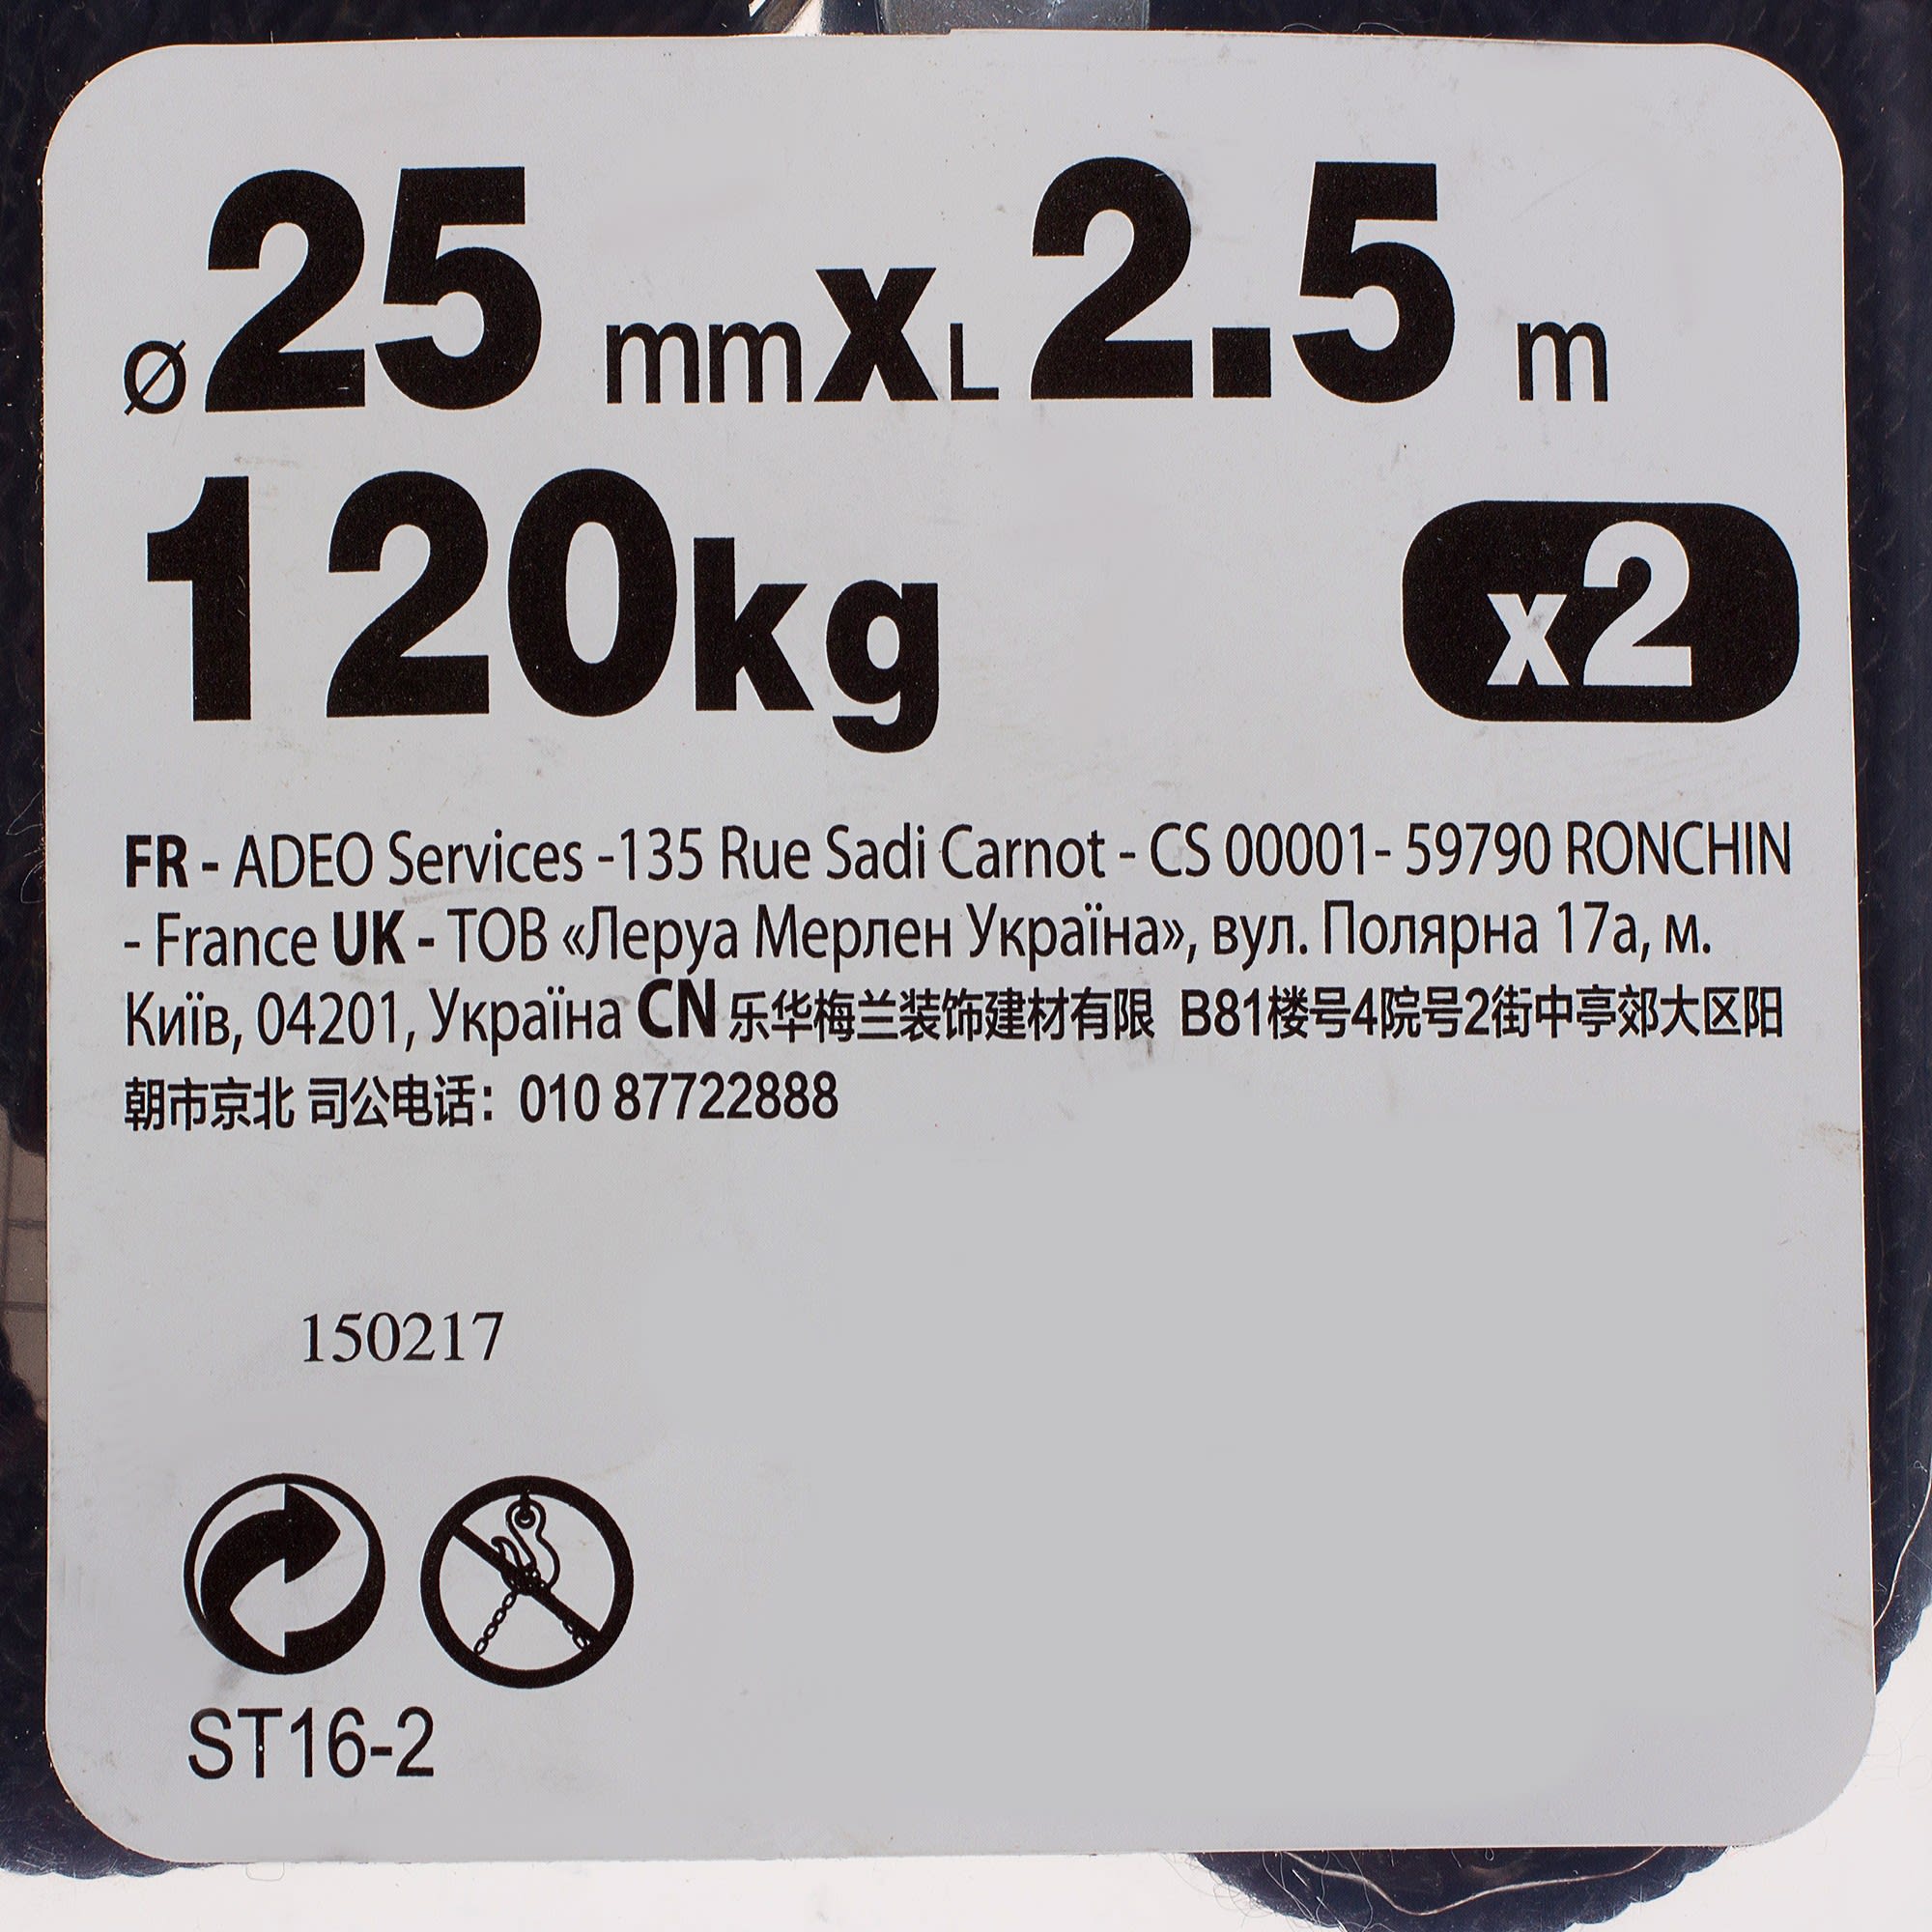 ø25 mm x L 2.5 m
120kg
x2
FR - ADEO Services -135 Rue Sadi Carnot - CS 00001- 59790 RONCHIN
- France UK - ТОВ «Леруа Мерлен Україна», вул. Полярна 17а, м.
Київ, 04201, Україна CN 乐华梅兰装饰建材有限 B81楼号4院号2街中亭郊大区阳
朝市京北 司公电话：010 87722888
150217
ST16-2